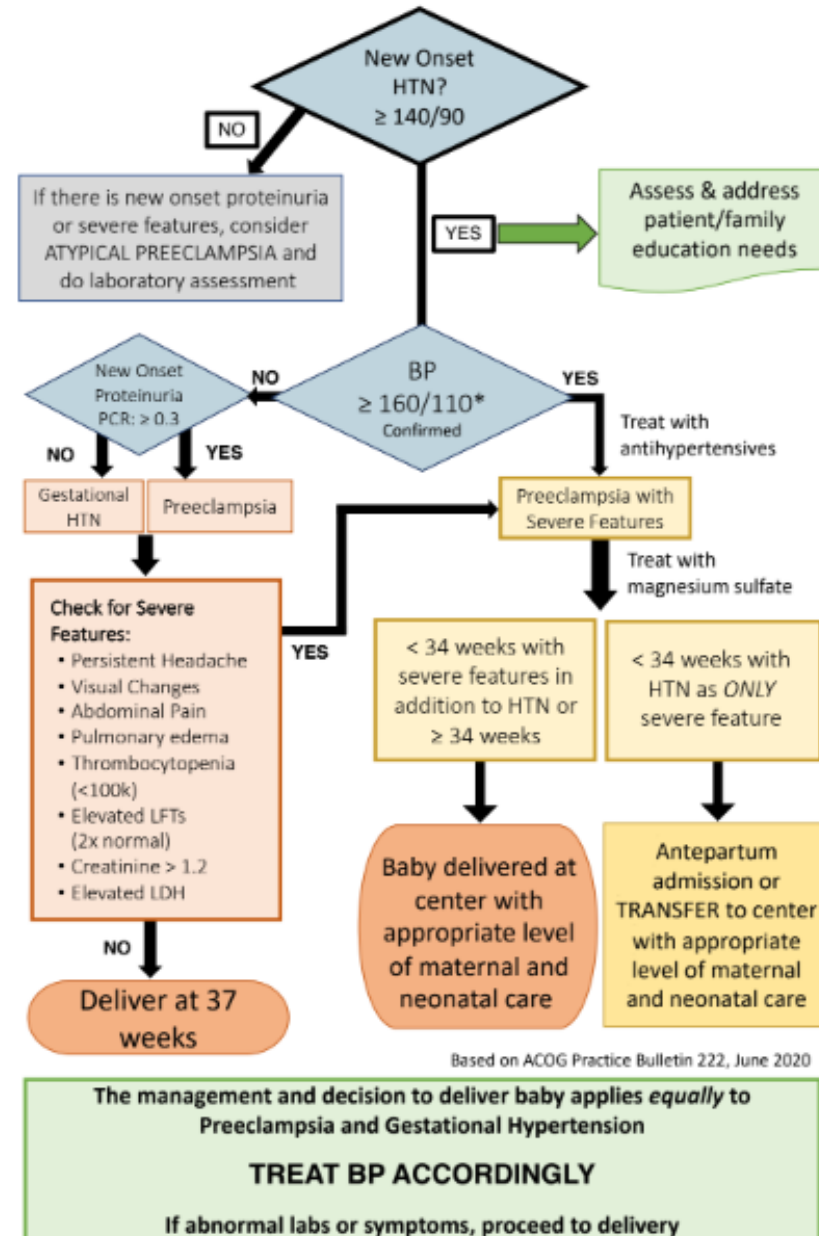 New Onset
HTN?
≥ 140/90
NO
If there is new onset proteinuria
or severe features, consider
ATYPICAL PREECLAMPSIA and
do laboratory assessment
YES
Assess & address
patient/family
education needs
New Onset
Proteinuria
PCR: ≥ 0.3
NO
BP
≥ 160/110*
Confirmed
YES
Treat with
antihypertensives
NO
YES
Gestational
HTN
Preeclampsia
Preeclampsia with
Severe Features
Treat with
magnesium sulfate
Check for Severe
Features:
• Persistent Headache
• Visual Changes
• Abdominal Pain
• Pulmonary edema
• Thrombocytopenia
(<100k)
• Elevated LFTs
(2x normal)
• Creatinine > 1.2
• Elevated LDH
YES
< 34 weeks with
severe features in
addition to HTN or
≥ 34 weeks
< 34 weeks with
HTN as ONLY
severe feature
NO
Deliver at 37
weeks
Baby delivered at
center with
appropriate level
of maternal and
neonatal care
Antepartum
admission or
TRANSFER to center
with appropriate
level of maternal
and neonatal care
Based on ACOG Practice Bulletin 222, June 2020
The management and decision to deliver baby applies equally to
Preeclampsia and Gestational Hypertension
TREAT BP ACCORDINGLY
If abnormal labs or symptoms, proceed to delivery